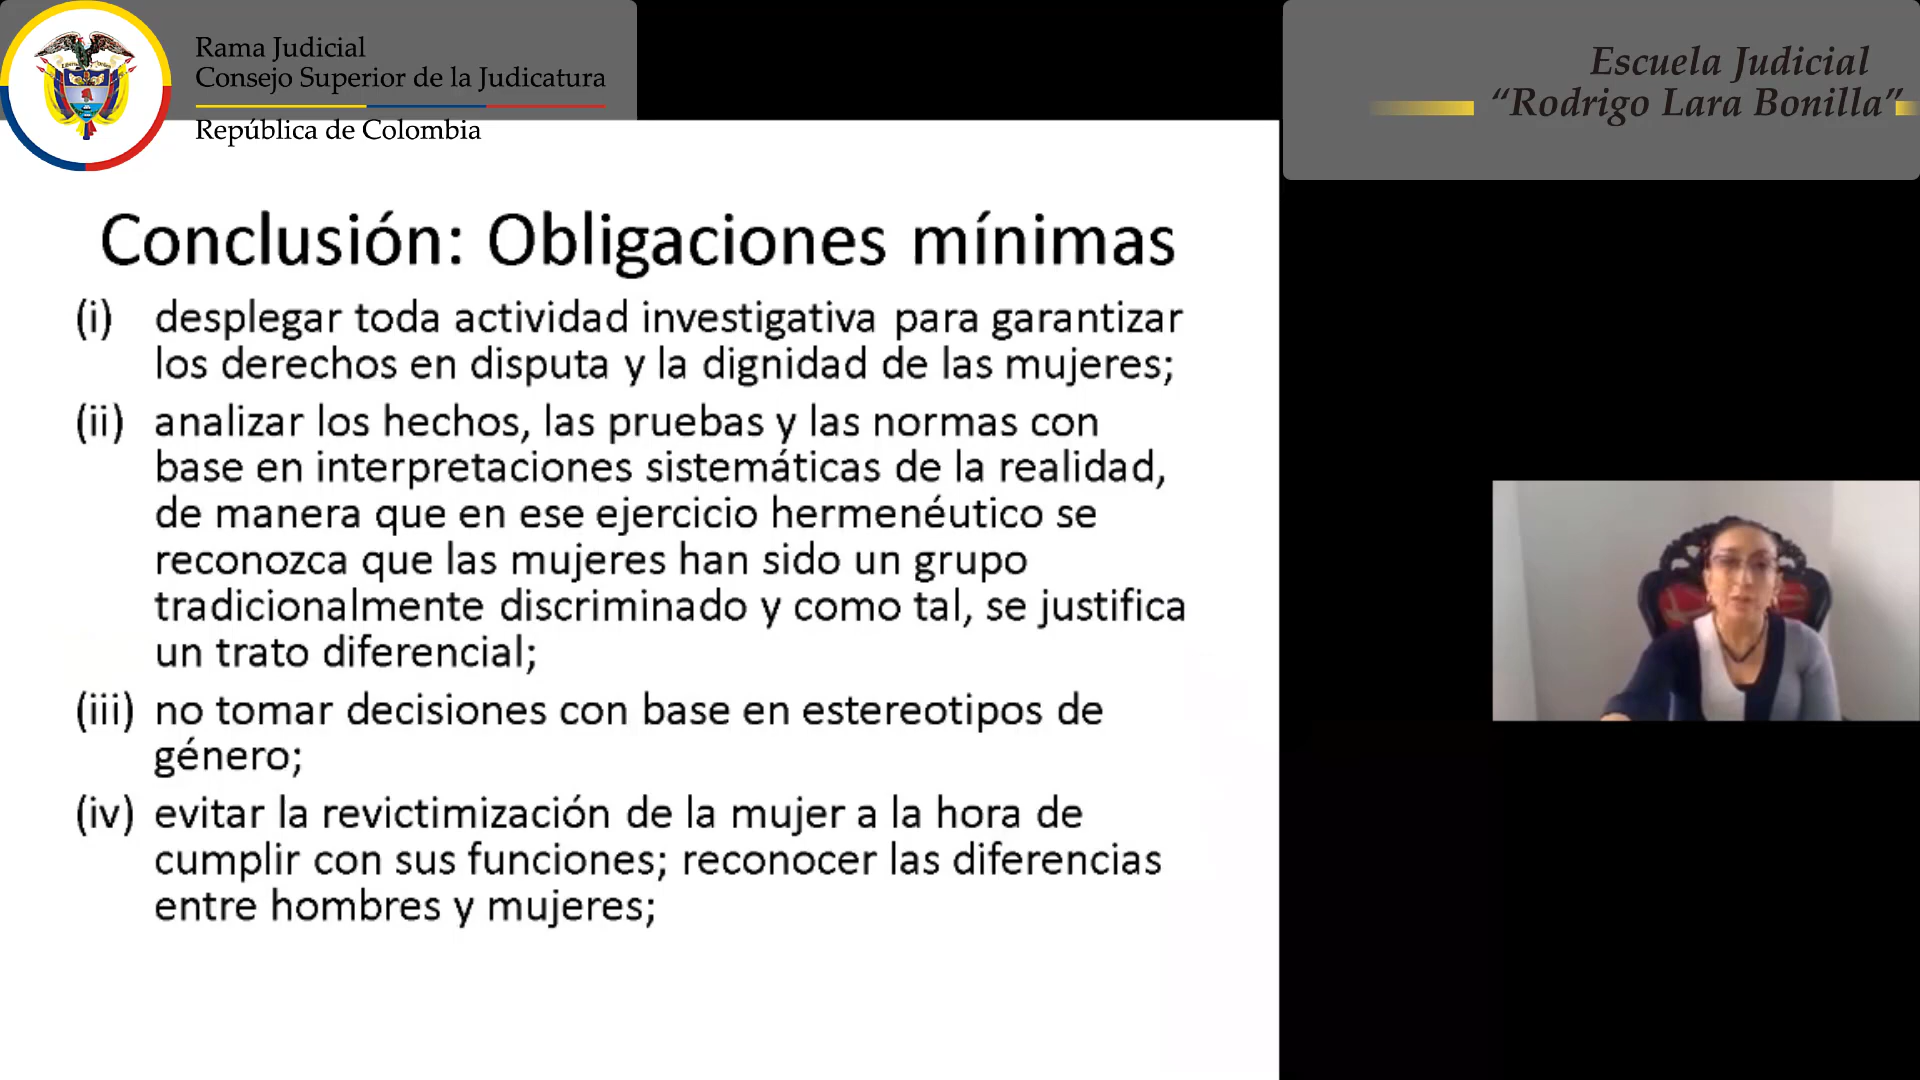 Rama Judicial
Consejo Superior de la Judicatura
República de Colombia
Escuela Judicial
“Rodrigo Lara Bonilla”
Conclusión: Obligaciones mínimas
(i) desplegar toda actividad investigativa para garantizar
los derechos en disputa y la dignidad de las mujeres;
(ii) analizar los hechos, las pruebas y las normas con
base en interpretaciones sistemáticas de la realidad,
de manera que en ese ejercicio hermenéutico se
reconozca que las mujeres han sido un grupo
tradicionalmente discriminado y como tal, se justifica
un trato diferencial;
(iii) no tomar decisiones con base en estereotipos de
género;
(iv) evitar la revictimización de la mujer a la hora de
cumplir con sus funciones; reconocer las diferencias
entre hombres y mujeres;